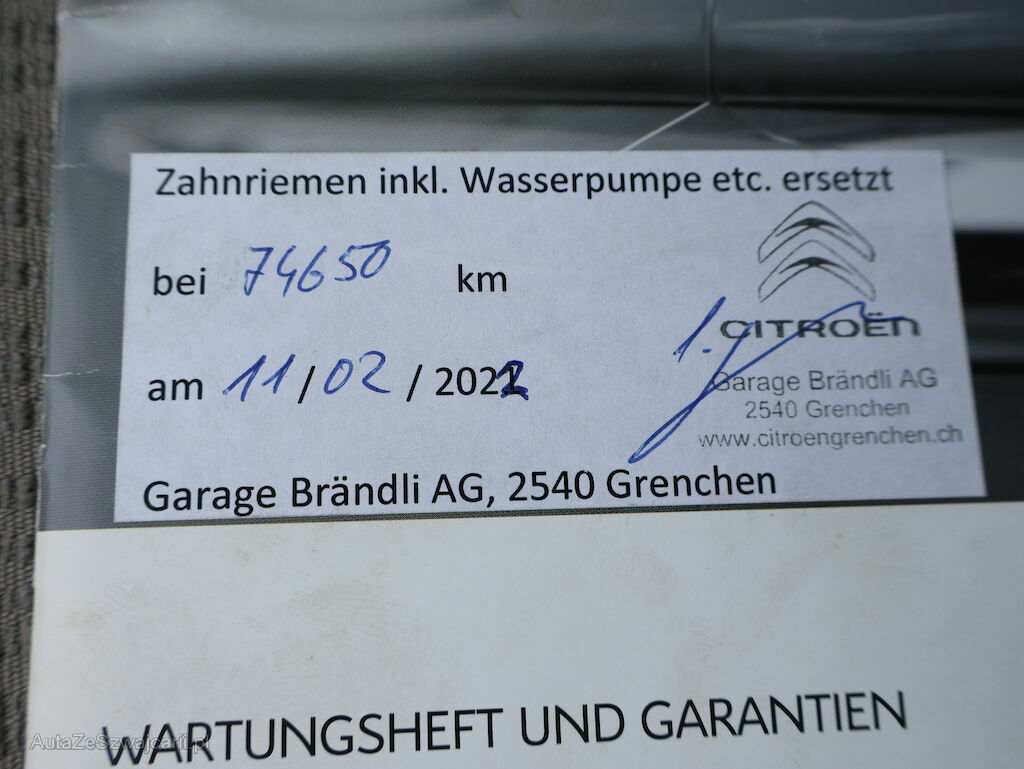 Zahnriemen inkl. Wasserpumpe etc. ersetzt
bei 74650 km
am 11/02/2022
CITROËN
Garage Brändli AG
2540 Grenchen
www.citroengrenchen.ch
Garage Brändli AG, 2540 Grenchen
WARTUNGSHEFT UND GARANTIEN
AutaZeSzwajcarii.pl